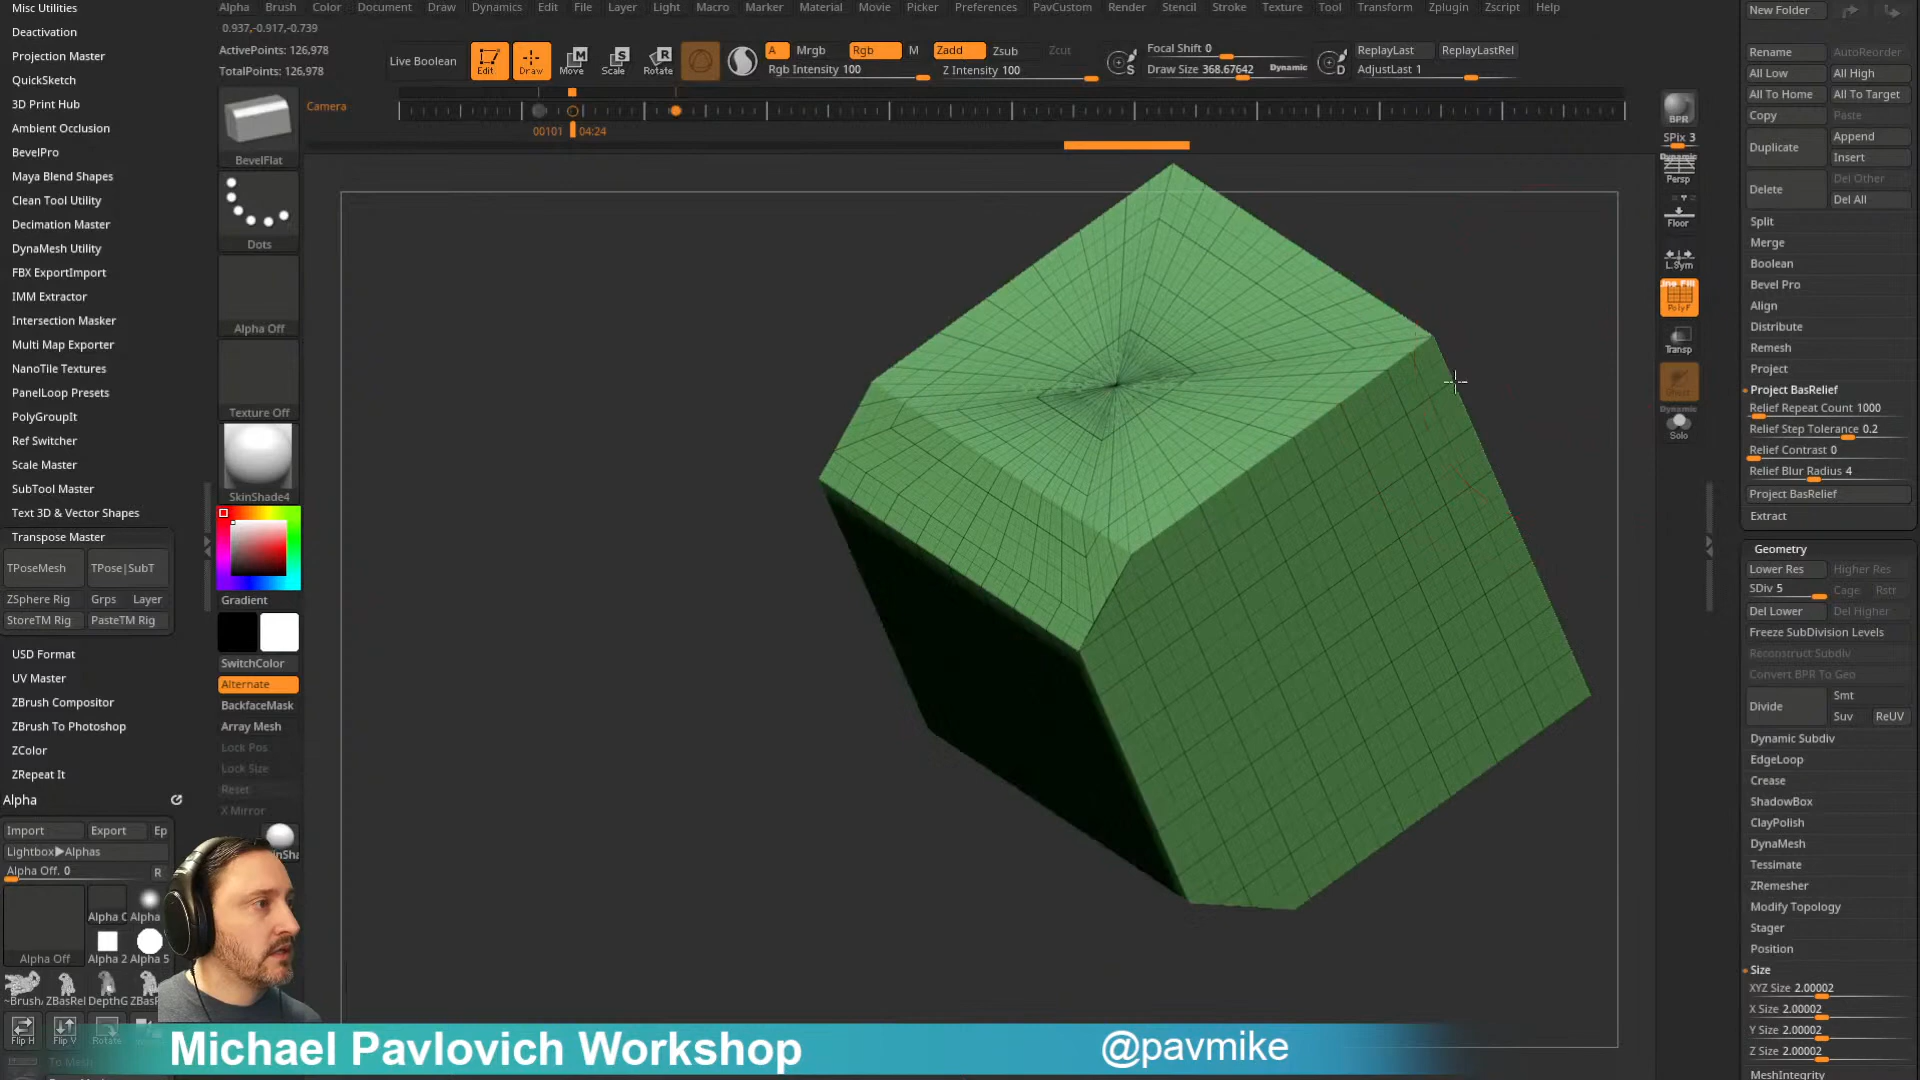 Alpha Brush Color Document Draw Dynamics Edit File Layer Light Macro Marker Material Movie Picker Preferences PavCustom Render Stencil Stroke Texture Tool Transform Zplugin Zscript Help
0.937,-0.917,-0.739
ActivePoints: 126,978
TotalPoints: 126,978
Live Boolean
Edit
Draw
Move
Scale
Rotate
A Mrgb Rgb M Zadd Zsub Zcut
Rgb Intensity 100
Z Intensity 100
S
Focal Shift 0
Draw Size 368.67642 Dynamic
D
ReplayLast ReplayLastRel
AdjustLast 1
Camera
00101 04:24
Misc Utilities
Deactivation
Projection Master
QuickSketch
3D Print Hub
Ambient Occlusion
BevelPro
Maya Blend Shapes
Clean Tool Utility
Decimation Master
DynaMesh Utility
FBX ExportImport
IMM Extractor
Intersection Masker
Multi Map Exporter
NanoTile Textures
PanelLoop Presets
PolyGroupIt
Ref Switcher
Scale Master
SubTool Master
Text 3D & Vector Shapes
Transpose Master
TPoseMesh TPose|SubT
ZSphere Rig Grps Layer
StoreTM Rig PasteTM Rig
USD Format
UV Master
ZBrush Compositor
ZBrush To Photoshop
ZColor
ZRepeat It
Alpha
Import Export Ep
Lightbox▶Alphas
Alpha Off. 0 R
Alpha Off
Alpha
Alpha 2 Alpha 5
~Brush ZBasRel DepthG
Flip H Flip V Rotate
BevelFlat
Dots
Alpha Off
Texture Off
SkinShade4
Gradient
SwitchColor
Alternate
BackfaceMask
Array Mesh
Lock Pos
Lock Size
Reset
X Mirror
BPR
SPix 3
Dynamic
Persp
Floor
L.Sym
PolyF
Transp
Ghost
Dynamic
Solo
New Folder
Rename AutoReorder
All Low All High
All To Home All To Target
Copy Paste
Duplicate Append
Insert
Delete Del Other
Del All
Split
Merge
Boolean
Bevel Pro
Align
Distribute
Remesh
Project
Project BasRelief
Relief Repeat Count 1000
Relief Step Tolerance 0.2
Relief Contrast 0
Relief Blur Radius 4
Project BasRelief
Extract
Geometry
Lower Res Higher Res
SDiv 5 Cage Rstr
Del Lower Del Higher
Freeze SubDivision Levels
Reconstruct Subdiv
Convert BPR To Geo
Divide Smt
Suv ReUV
Dynamic Subdiv
EdgeLoop
Crease
ShadowBox
ClayPolish
DynaMesh
Tessimate
ZRemesher
Modify Topology
Stager
Position
Size
XYZ Size 2.00002
X Size 2.00002
Y Size 2.00002
Z Size 2.00002
MeshIntegrity
Michael Pavlovich Workshop
@pavmike